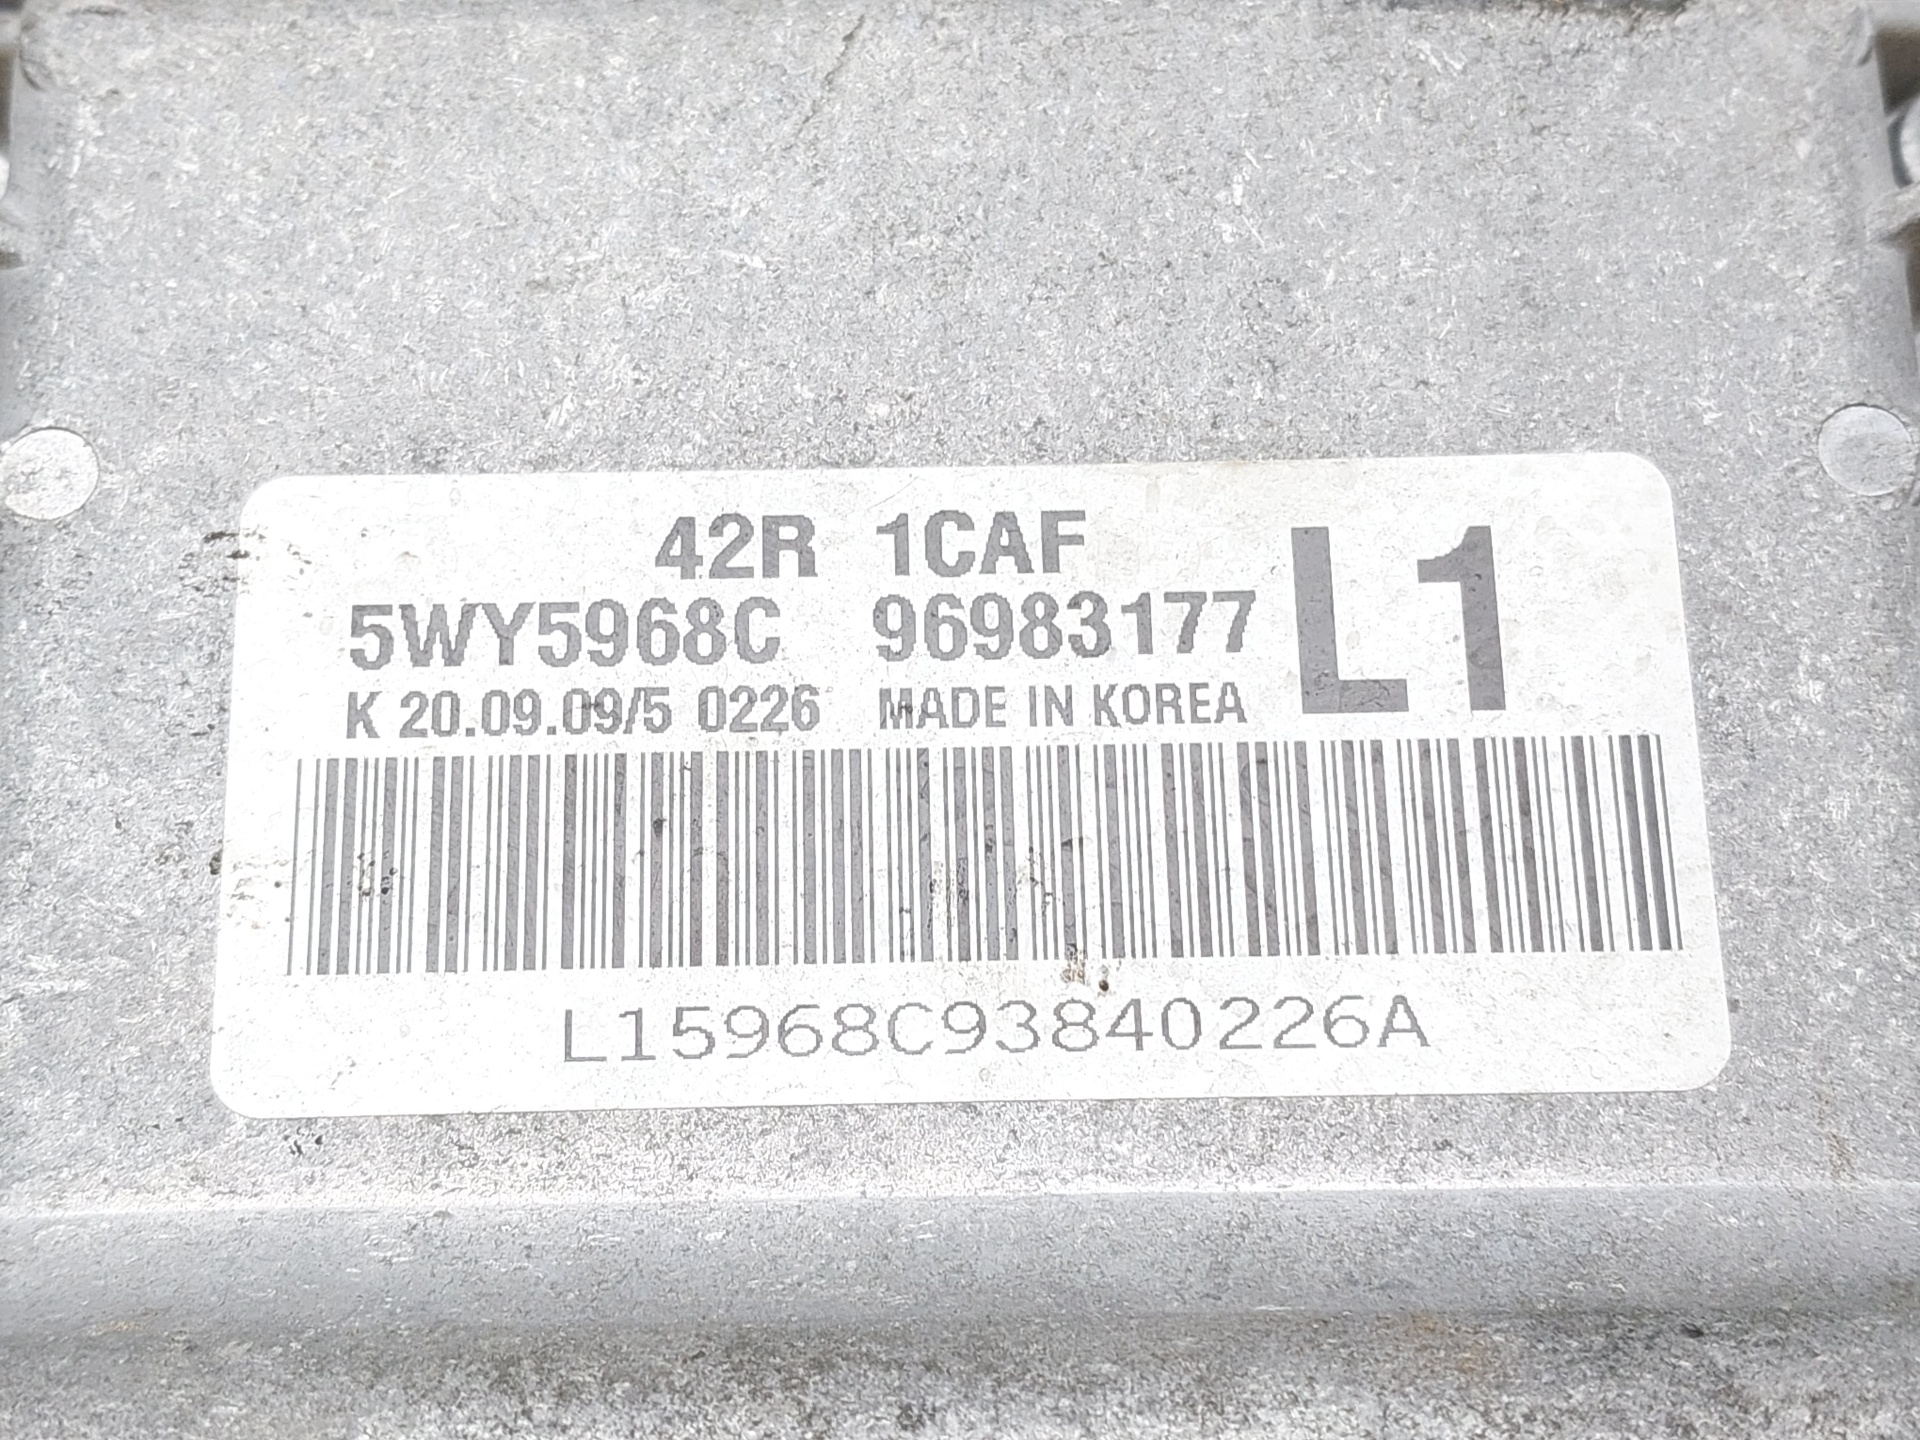 42R 1CAF
5WY5968C 96983177
L1
K 20.09.09/5 0226 MADE IN KOREA
L15968C93840226A